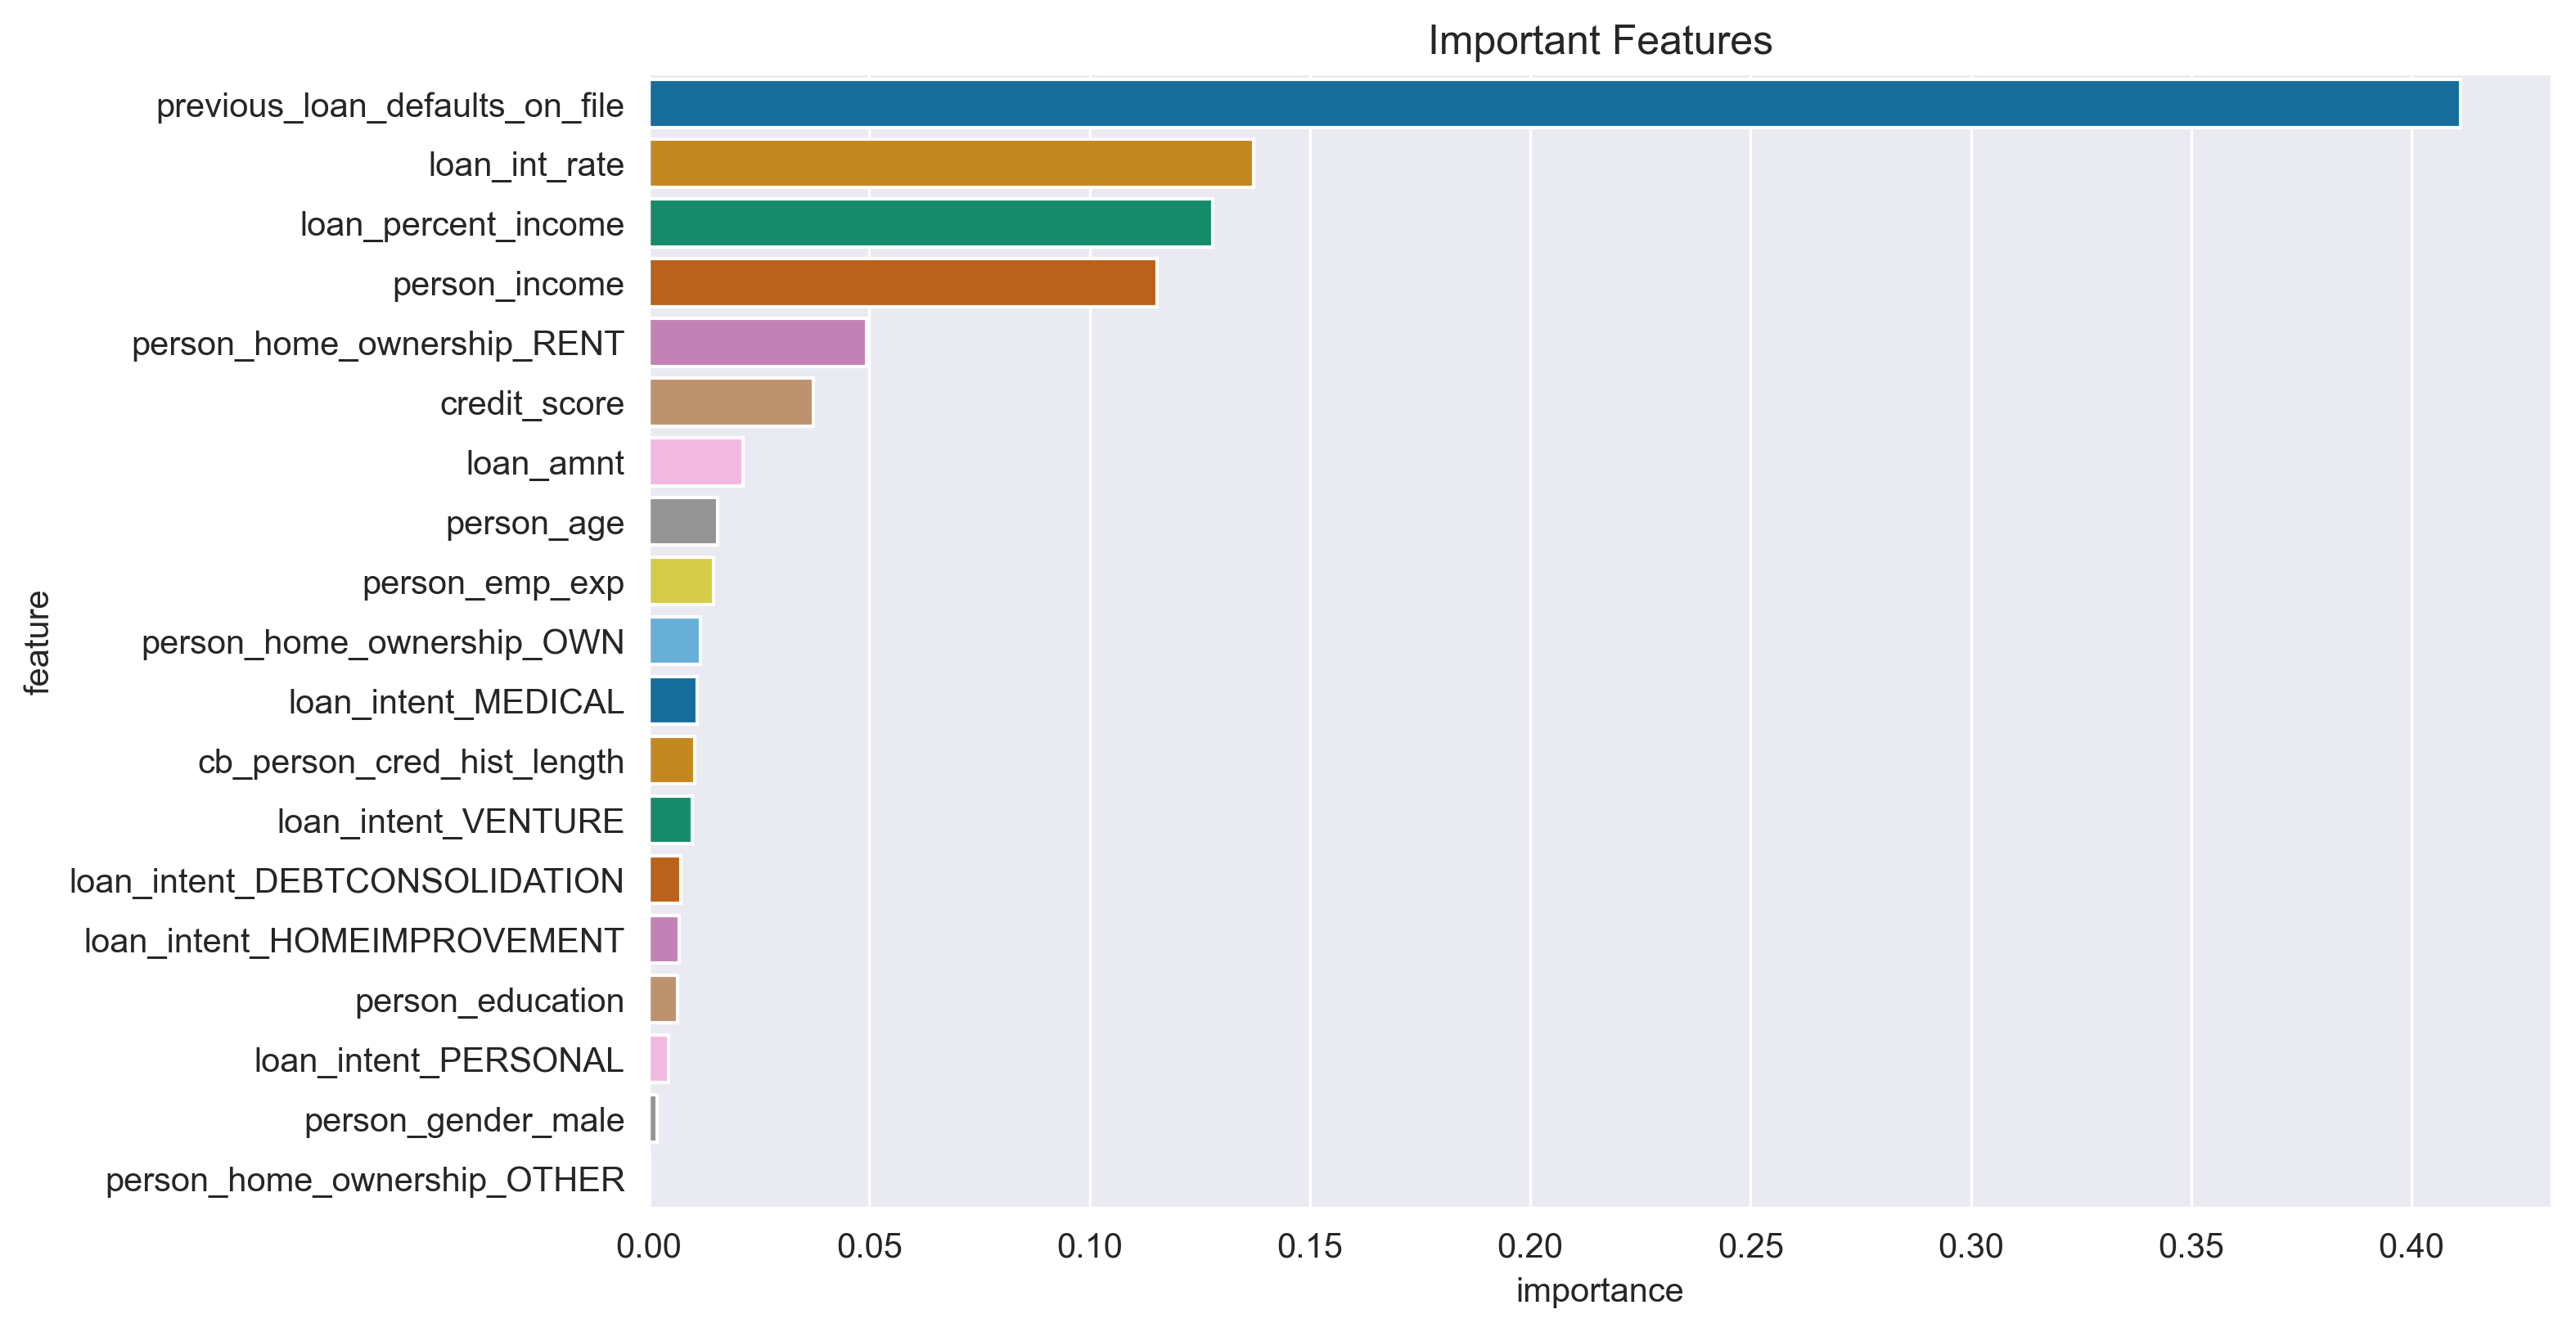 Important Features
previous_loan_defaults_on_file
loan_int_rate
loan_percent_income
person_income
person_home_ownership_RENT
credit_score
loan_amnt
person_age
person_emp_exp
person_home_ownership_OWN
loan_intent_MEDICAL
cb_person_cred_hist_length
loan_intent_VENTURE
loan_intent_DEBTCONSOLIDATION
loan_intent_HOMEIMPROVEMENT
person_education
loan_intent_PERSONAL
person_gender_male
person_home_ownership_OTHER
feature
0.00 0.05 0.10 0.15 0.20 0.25 0.30 0.35 0.40
importance